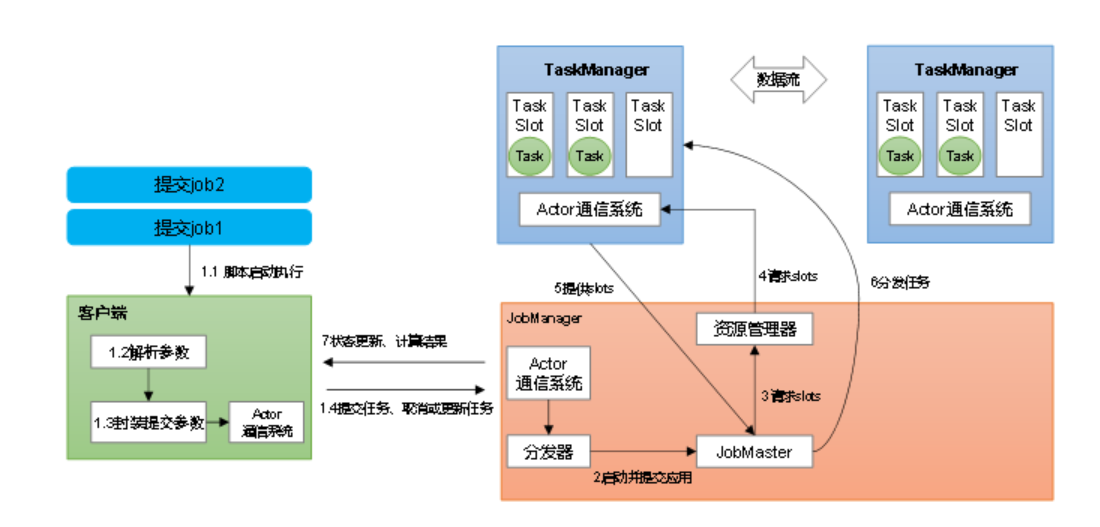 TaskManager
Task
Slot
Task
Task
Slot
Task
Task
Slot
Actor通信系统
数据流
TaskManager
Task
Slot
Task
Task
Slot
Task
Task
Slot
Actor通信系统
提交job2
提交job1
1.1 脚本启动执行
客户端
1.2解析参数
1.3封装提交参数
Actor
通信系统
7状态更新、计算结果
1.4提交任务、取消或更新任务
5提供slots
4请求slots
6分发任务
JobManager
Actor
通信系统
分发器
2启动并提交应用
JobMaster
3请求slots
资源管理器